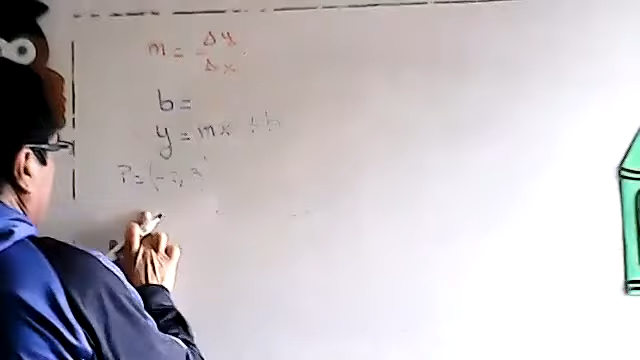 m = Δy
Δx
b =
y = mx + b
P = (-2, 3)